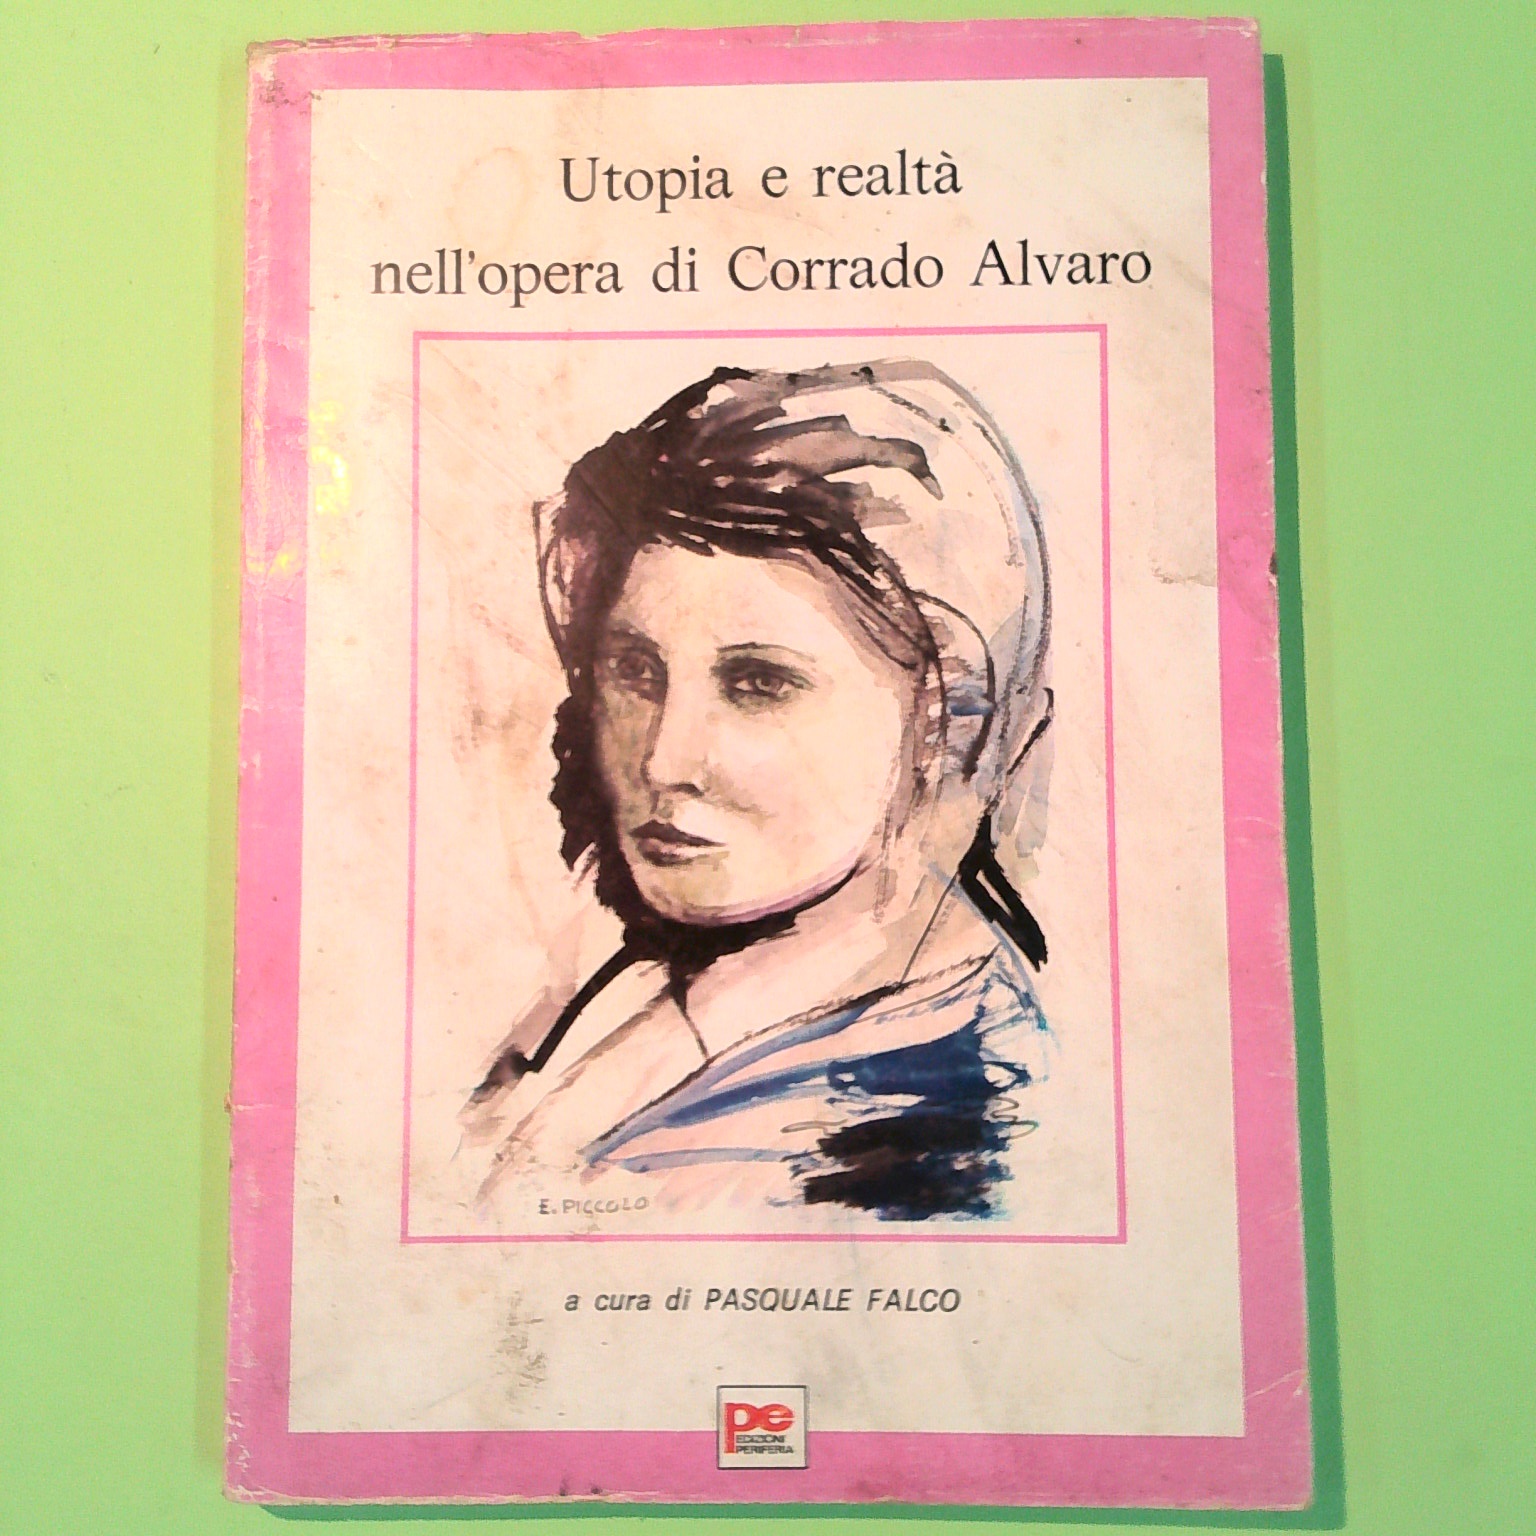 Utopia e realtà
nell'opera di Corrado Alvaro
E. PICCOLO
a cura di PASQUALE FALCO
pe
EDIZIONI
PERIFERIA